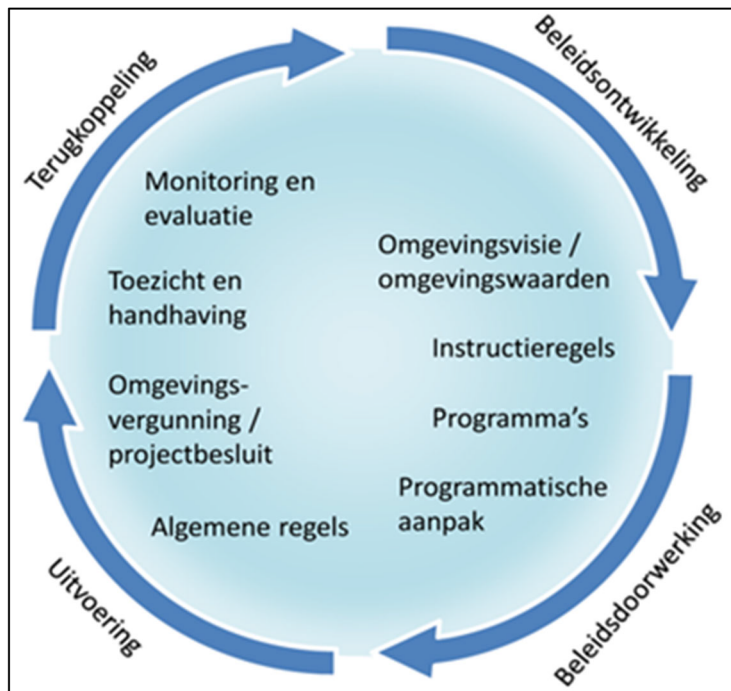 Terugkoppeling
Beleidsontwikkeling
Monitoring en
evaluatie
Omgevingsvisie /
omgevingswaarden
Toezicht en
handhaving
Instructieregels
Omgevings-
vergunning /
projectbesluit
Programma's
Programmatische
aanpak
Algemene regels
Uitvoering
Beleidsdoorwerking